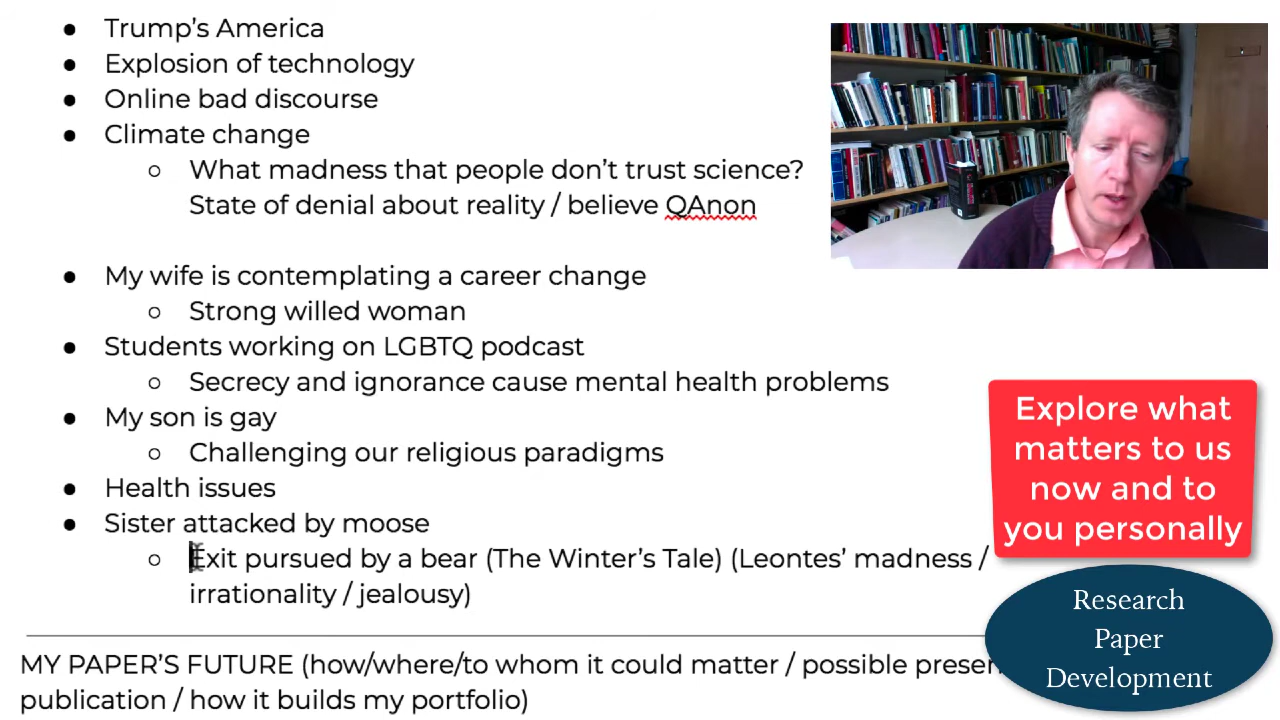 Trump’s America
Explosion of technology
Online bad discourse
Climate change
What madness that people don’t trust science?
State of denial about reality / believe QAnon
My wife is contemplating a career change
Strong willed woman
Students working on LGBTQ podcast
Secrecy and ignorance cause mental health problems
My son is gay
Challenging our religious paradigms
Health issues
Sister attacked by moose
Exit pursued by a bear (The Winter’s Tale) (Leontes’ madness /
irrationality / jealousy)
MY PAPER’S FUTURE (how/where/to whom it could matter / possible presen
publication / how it builds my portfolio)
Explore what
matters to us
now and to
you personally
Research
Paper
Development